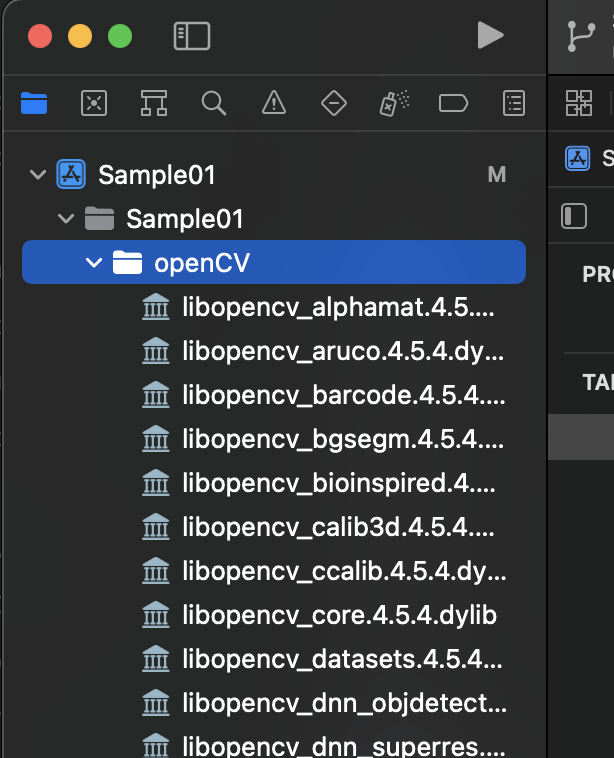 Sample01 M
S
Sample01
openCV
PRO
libopencv_alphamat.4.5....
libopencv_aruco.4.5.4.dy...
TAI
libopencv_barcode.4.5.4....
libopencv_bgsegm.4.5.4....
libopencv_bioinspired.4....
libopencv_calib3d.4.5.4....
libopencv_ccalib.4.5.4.dy...
libopencv_core.4.5.4.dylib
libopencv_datasets.4.5.4...
libopencv_dnn_objdetect...
libopencv_dnn_superres....